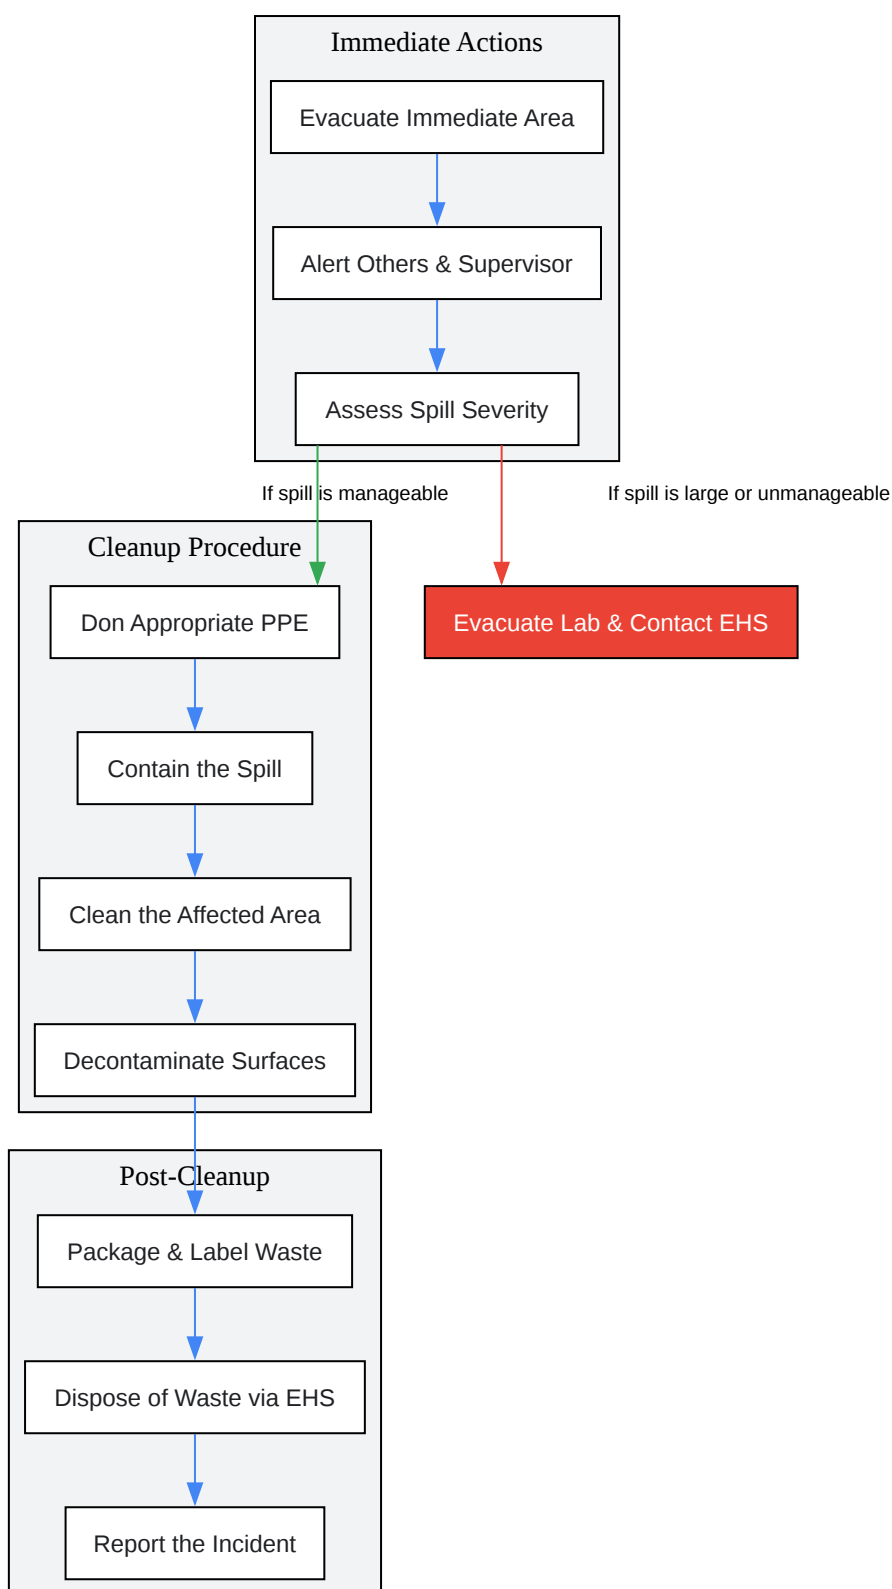 Immediate Actions
Evacuate Immediate Area
Alert Others & Supervisor
Assess Spill Severity
If spill is manageable
If spill is large or unmanageable
Cleanup Procedure
Don Appropriate PPE
Evacuate Lab & Contact EHS
Contain the Spill
Clean the Affected Area
Decontaminate Surfaces
Post-Cleanup
Package & Label Waste
Dispose of Waste via EHS
Report the Incident